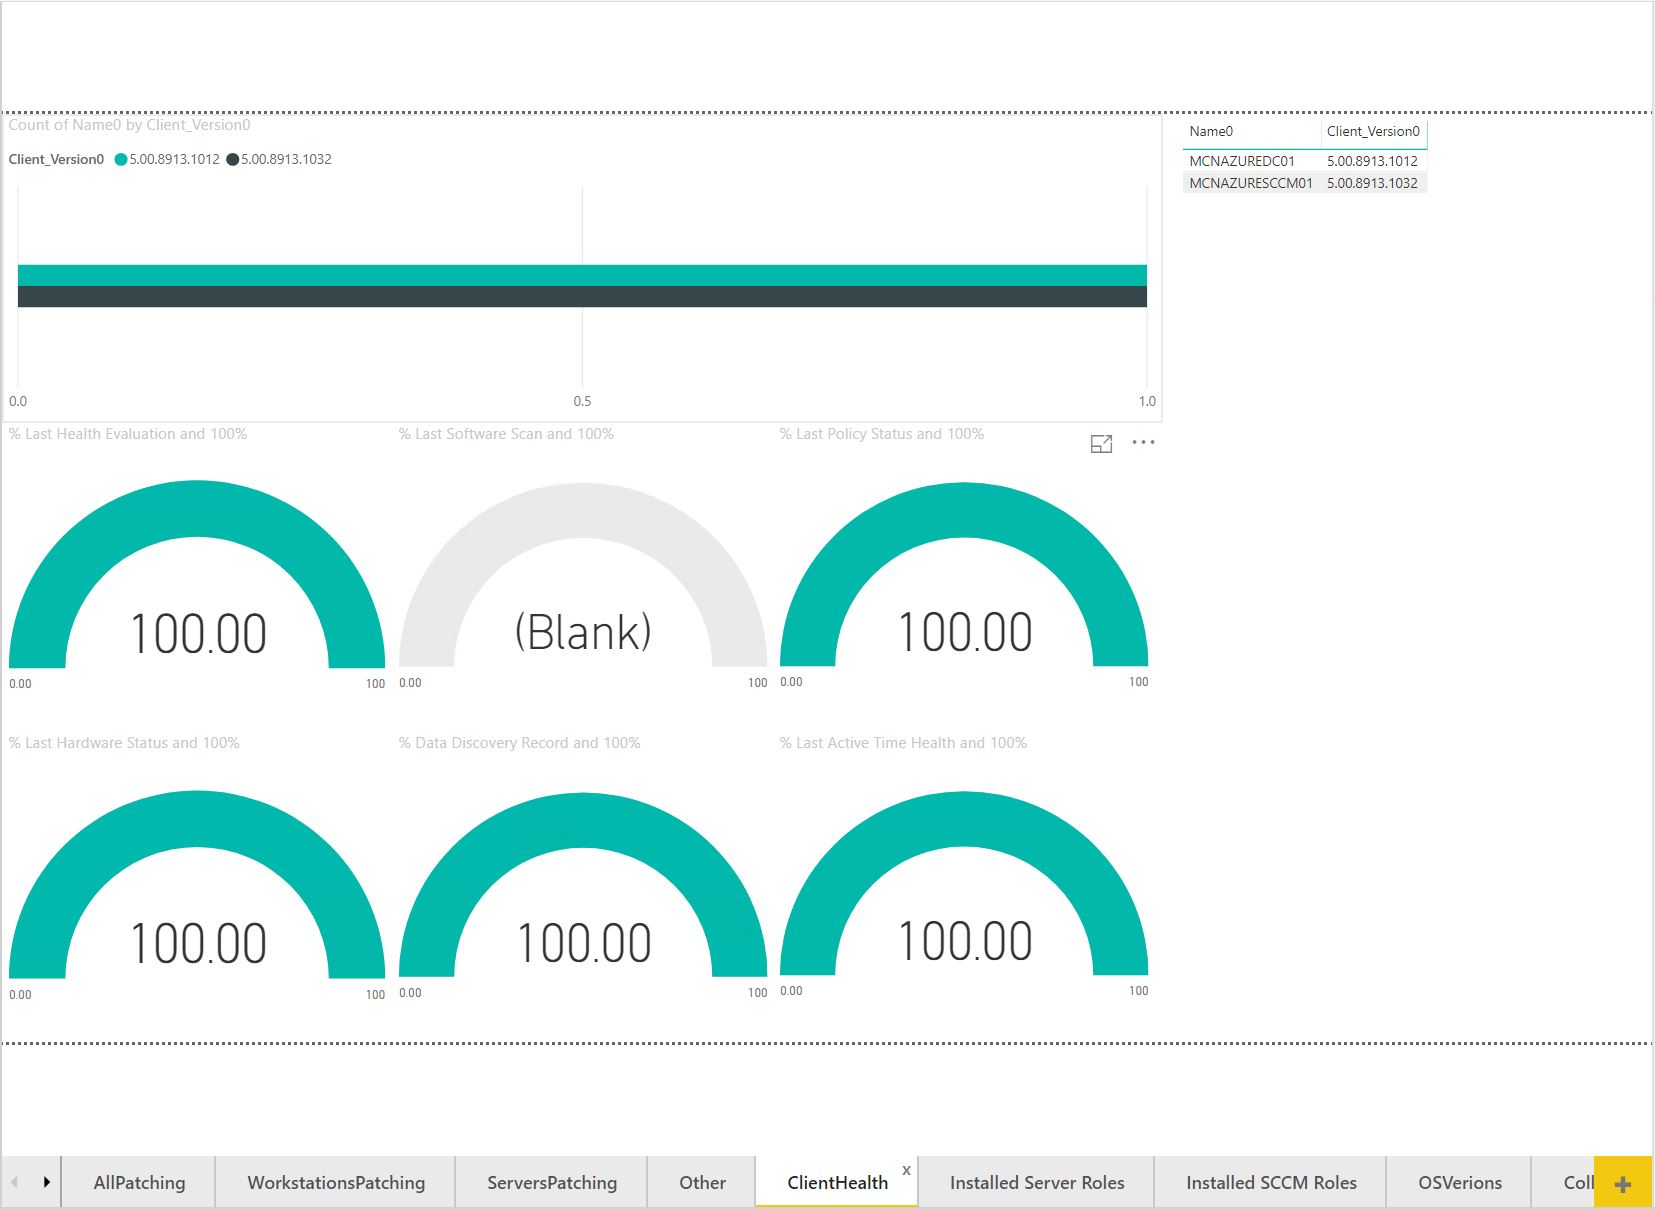 Count of Name0 by Client_Version0
Client_Version0 5.00.8913.1012 5.00.8913.1032
0.0 0.5 1.0
Name0 Client_Version0
MCNAZUREDC01 5.00.8913.1012
MCNAZURESCCM01 5.00.8913.1032
% Last Health Evaluation and 100%
100.00
0.00 100
% Last Software Scan and 100%
(Blank)
0.00 100
% Last Policy Status and 100%
100.00
0.00 100
% Last Hardware Status and 100%
100.00
0.00 100
% Data Discovery Record and 100%
100.00
0.00 100
% Last Active Time Health and 100%
100.00
0.00 100
AllPatching WorkstationsPatching ServersPatching Other ClientHealth x Installed Server Roles Installed SCCM Roles OSVerions Coll +